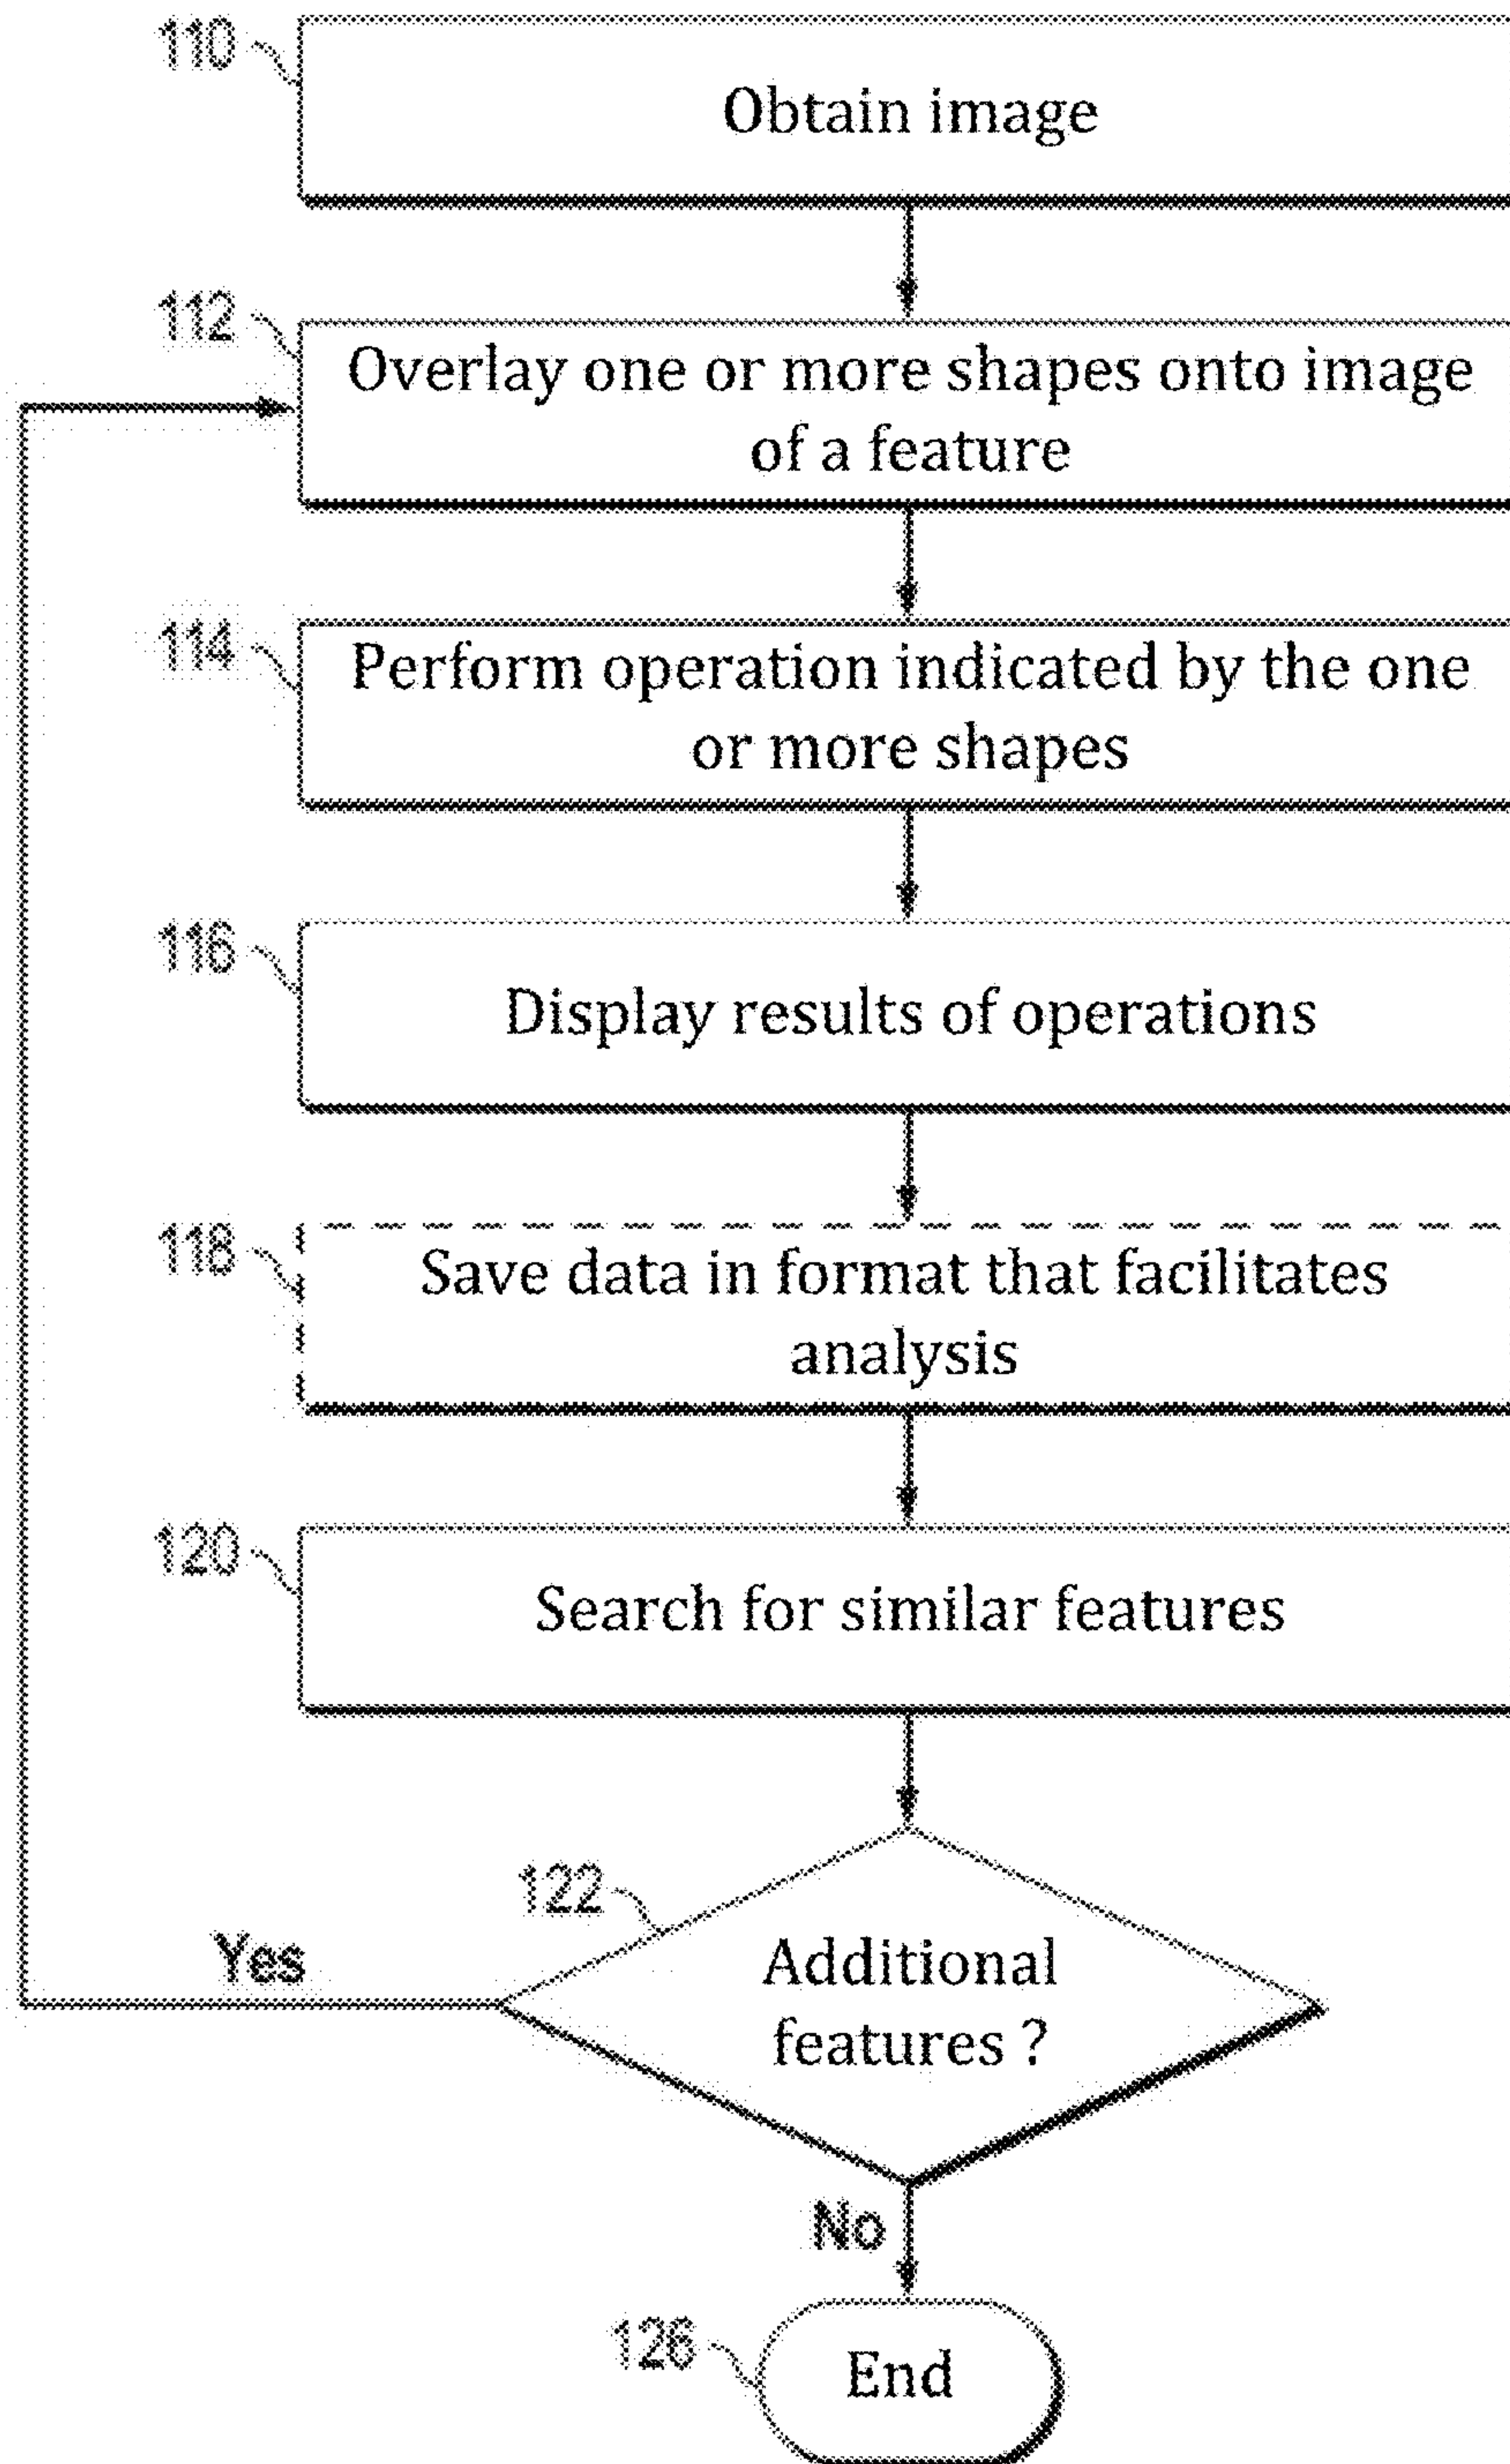 110
Obtain image
112
Overlay one or more shapes onto image
of a feature
114
Perform operation indicated by the one
or more shapes
116
Display results of operations
118
Save data in format that facilitates
analysis
120
Search for similar features
122
Additional
features ?
Yes
No
126
End